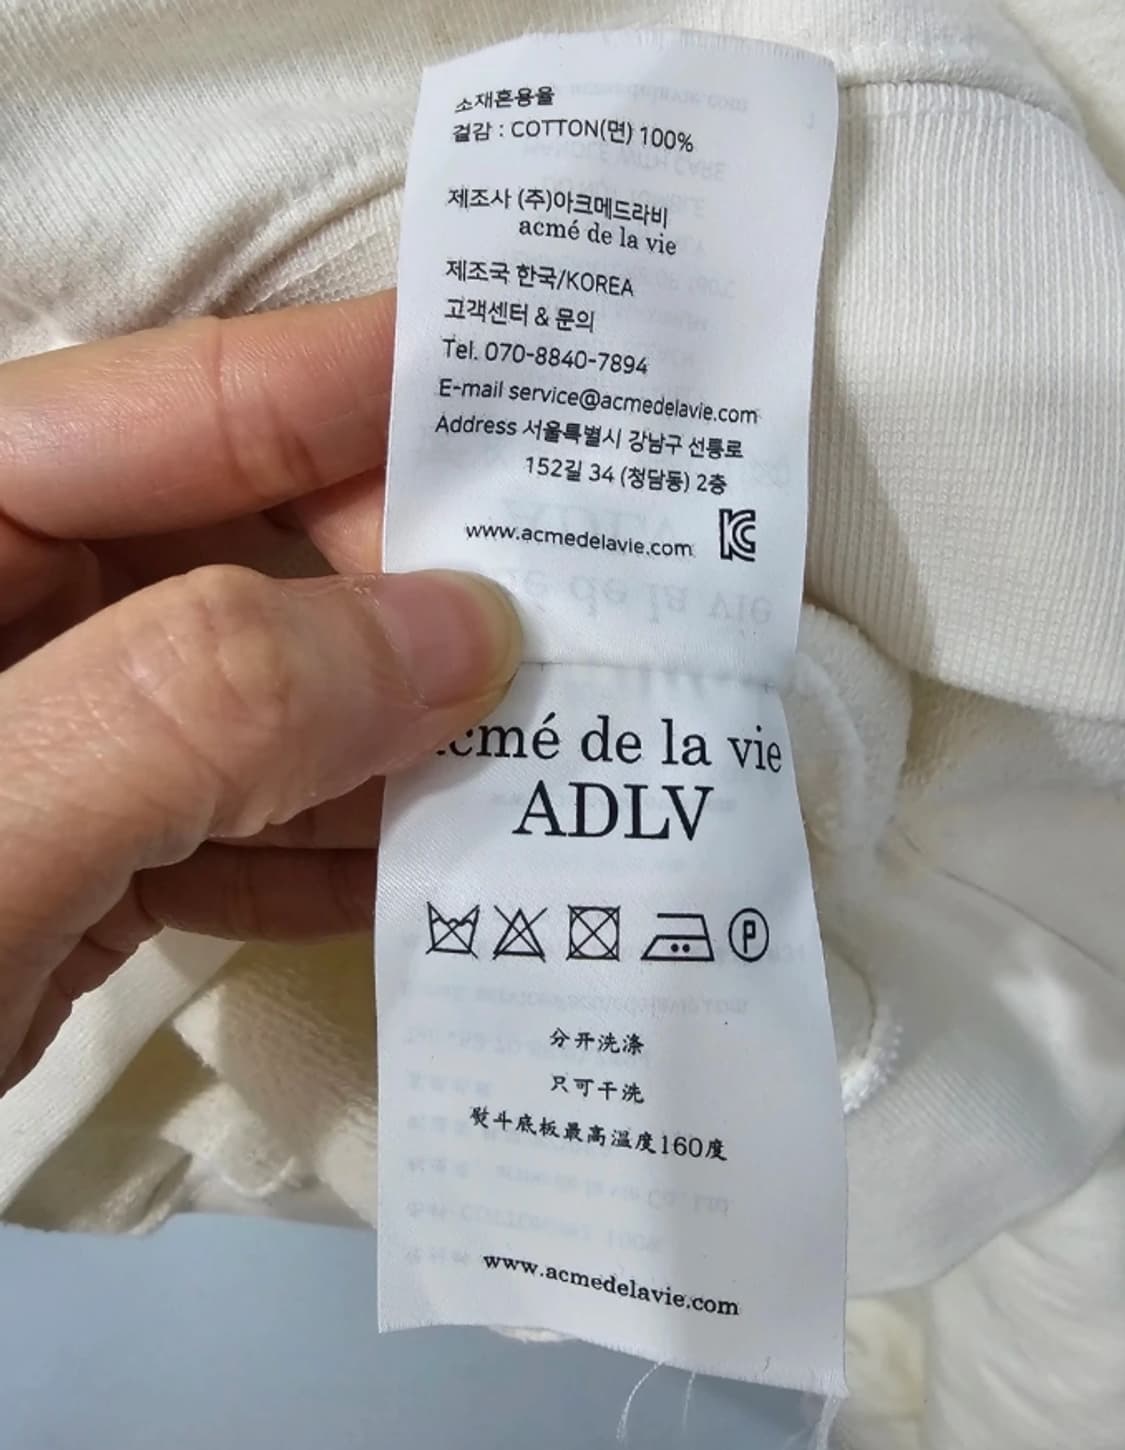 소재혼용율
겉감 : COTTON(면) 100%
제조사 (주)아크메드라비
acmé de la vie
제조국 한국/KOREA
고객센터 & 문의
Tel. 070-8840-7894
E-mail service@acmedelavie.com
Address 서울특별시 강남구 선릉로
152길 34 (청담동) 2층
www.acmedelavie.com
cmé de la vie
ADLV
P
分开洗涤
只可干洗
熨斗底板最高温度160度
www.acmedelavie.com